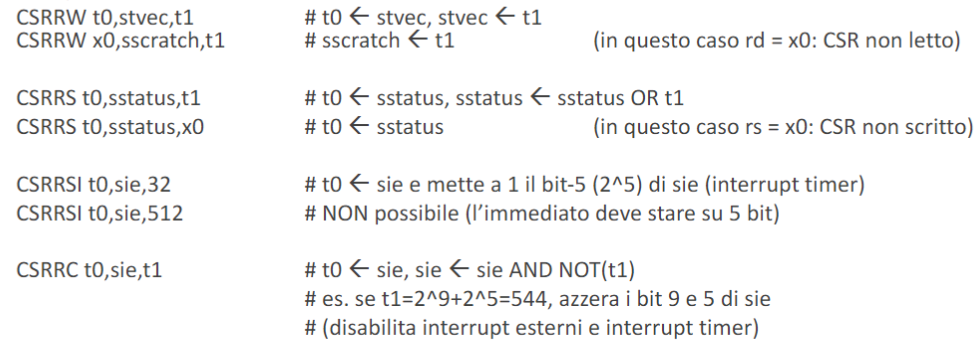 CSRRW t0,stvec,t1 # t0 ← stvec, stvec ← t1
CSRRW x0,sscratch,t1 # sscratch ← t1 (in questo caso rd = x0: CSR non letto)
CSRRS t0,sstatus,t1 # t0 ← sstatus, sstatus ← sstatus OR t1
CSRRS t0,sstatus,x0 # t0 ← sstatus (in questo caso rs = x0: CSR non scritto)
CSRRSI t0,sie,32 # t0 ← sie e mette a 1 il bit-5 (2^5) di sie (interrupt timer)
CSRRSI t0,sie,512 # NON possibile (l'immediato deve stare su 5 bit)
CSRRC t0,sie,t1 # t0 ← sie, sie ← sie AND NOT(t1)
# es. se t1=2^9+2^5=544, azzera i bit 9 e 5 di sie
# (disabilita interrupt esterni e interrupt timer)